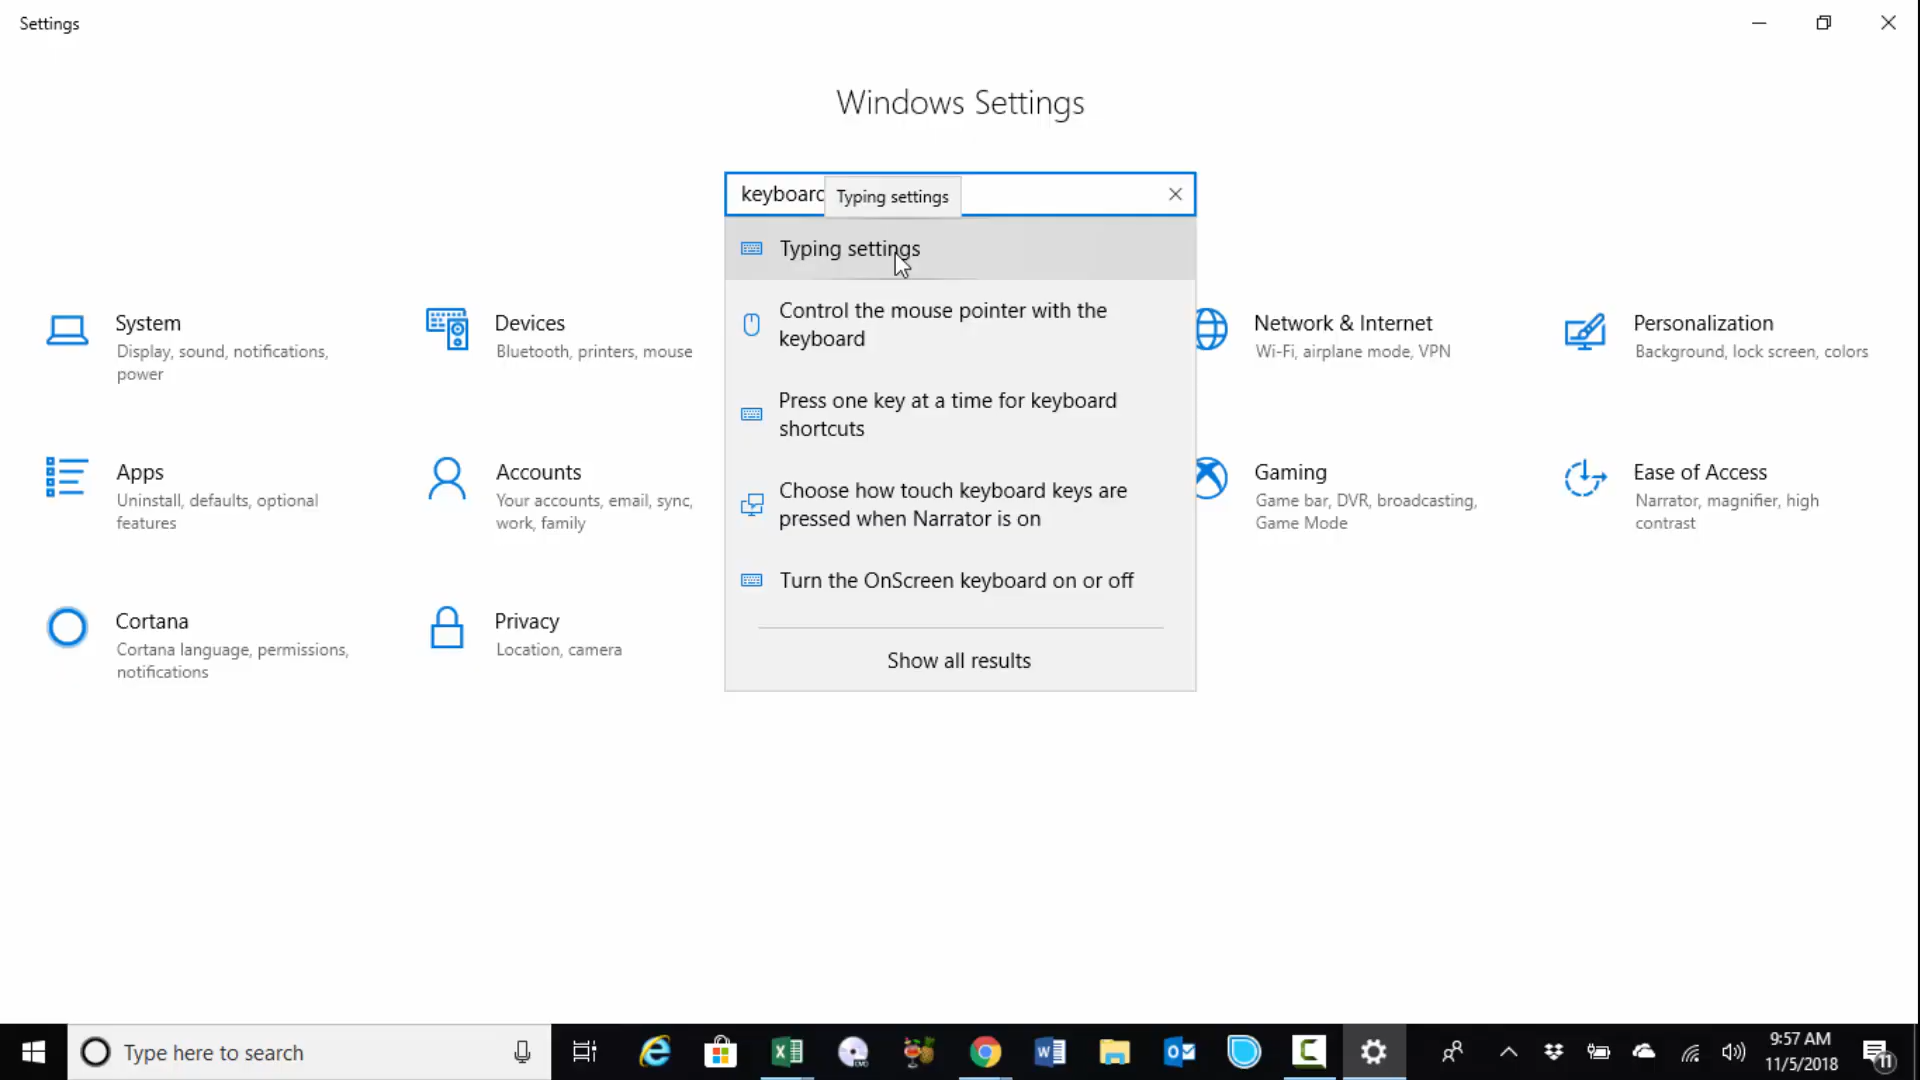 Settings
Windows Settings
keyboard
Typing settings
Typing settings
Control the mouse pointer with the
keyboard
Press one key at a time for keyboard
shortcuts
Choose how touch keyboard keys are
pressed when Narrator is on
Turn the OnScreen keyboard on or off
Show all results
System
Display, sound, notifications,
power
Devices
Bluetooth, printers, mouse
Network & Internet
Wi-Fi, airplane mode, VPN
Personalization
Background, lock screen, colors
Apps
Uninstall, defaults, optional
features
Accounts
Your accounts, email, sync,
work, family
Gaming
Game bar, DVR, broadcasting,
Game Mode
Ease of Access
Narrator, magnifier, high
contrast
Cortana
Cortana language, permissions,
notifications
Privacy
Location, camera
Type here to search
9:57 AM
11/5/2018
11